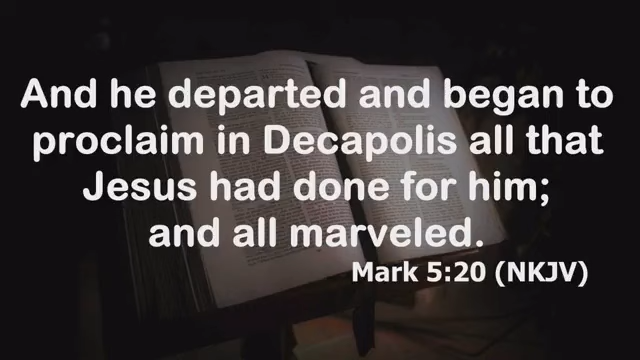 And he departed and began to
proclaim in Decapolis all that
Jesus had done for him;
and all marveled.
Mark 5:20 (NKJV)